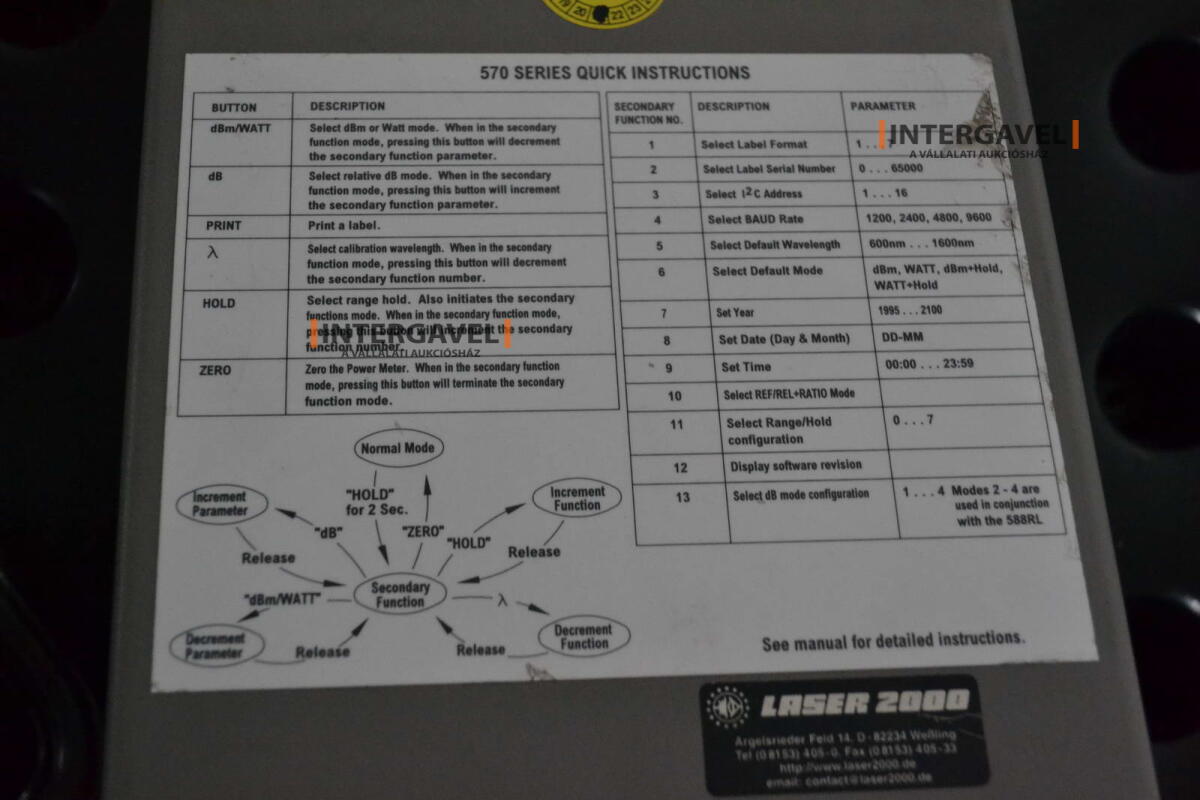 19 20 22 23
570 SERIES QUICK INSTRUCTIONS
BUTTON DESCRIPTION
dBm/WATT Select dBm or Watt mode. When in the secondary
function mode, pressing this button will decrement
the secondary function parameter.
dB Select relative dB mode. When in the secondary
function mode, pressing this button will increment
the secondary function parameter.
PRINT Print a label.
λ Select calibration wavelength. When in the secondary
function mode, pressing this button will decrement
the secondary function number.
HOLD Select range hold. Also initiates the secondary
functions mode. When in the secondary function mode,
pressing this button will increment the secondary
function number.
ZERO Zero the Power Meter. When in the secondary function
mode, pressing this button will terminate the secondary
function mode.
SECONDARY DESCRIPTION PARAMETER
FUNCTION NO.
1 Select Label Format 1 . . .
2 Select Label Serial Number 0 . . . 65000
3 Select I2C Address 1 . . . 16
4 Select BAUD Rate 1200, 2400, 4800, 9600
5 Select Default Wavelength 600nm . . . 1600nm
6 Select Default Mode dBm, WATT, dBm+Hold,
WATT+Hold
7 Set Year 1995 . . . 2100
8 Set Date (Day & Month) DD-MM
9 Set Time 00:00 . . . 23:59
10 Select REF/REL+RATIO Mode
11 Select Range/Hold 0 . . . 7
configuration
12 Display software revision
13 Select dB mode configuration 1 . . . 4 Modes 2 - 4 are
used in conjunction
with the 588RL
INTERGAVEL
A VÁLLALATI AUKCIÓSHÁZ
INTERGAVEL
A VÁLLALATI AUKCIÓSHÁZ
Normal Mode
Increment
Parameter
"HOLD"
for 2 Sec.
Increment
Function
"dB"
"ZERO"
"HOLD"
Release
Release
Secondary
Function
"dBm/WATT"
λ
Decrement
Parameter
Release
Release
Decrement
Function
See manual for detailed instructions.
LASER 2000
Argelsrieder Feld 14. D-82234 Weßling
Tel (08153) 405-0. Fax (08153) 405-33
http://www.laser2000.de
email: contact@laser2000.de